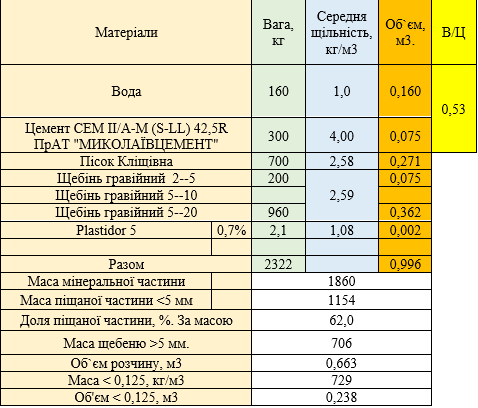 Матеріали Вага, кг Середня щільність, кг/м3 Об`єм, м3. В/Ц
Вода 160 1,0 0,160 0,53
Цемент CEM II/A-M (S-LL) 42,5R ПрАТ "МИКОЛАЇВЦЕМЕНТ" 300 4,00 0,075
Пісок Кліщівна 700 2,58 0,271
Щебінь гравійний 2--5 200 2,59 0,075
Щебінь гравійний 5--10
Щебінь гравійний 5--20 960 0,362
Plastidor 5 0,7% 2,1 1,08 0,002
Разом 2322 0,996
Маса мінеральної частини 1860
Маса піщаної частини <5 мм 1154
Доля піщаної частини, %. За масою 62,0
Маса щебеню >5 мм. 706
Об`єм розчину, м3 0,663
Маса < 0,125, кг/м3 729
Об'єм < 0,125, м3 0,238